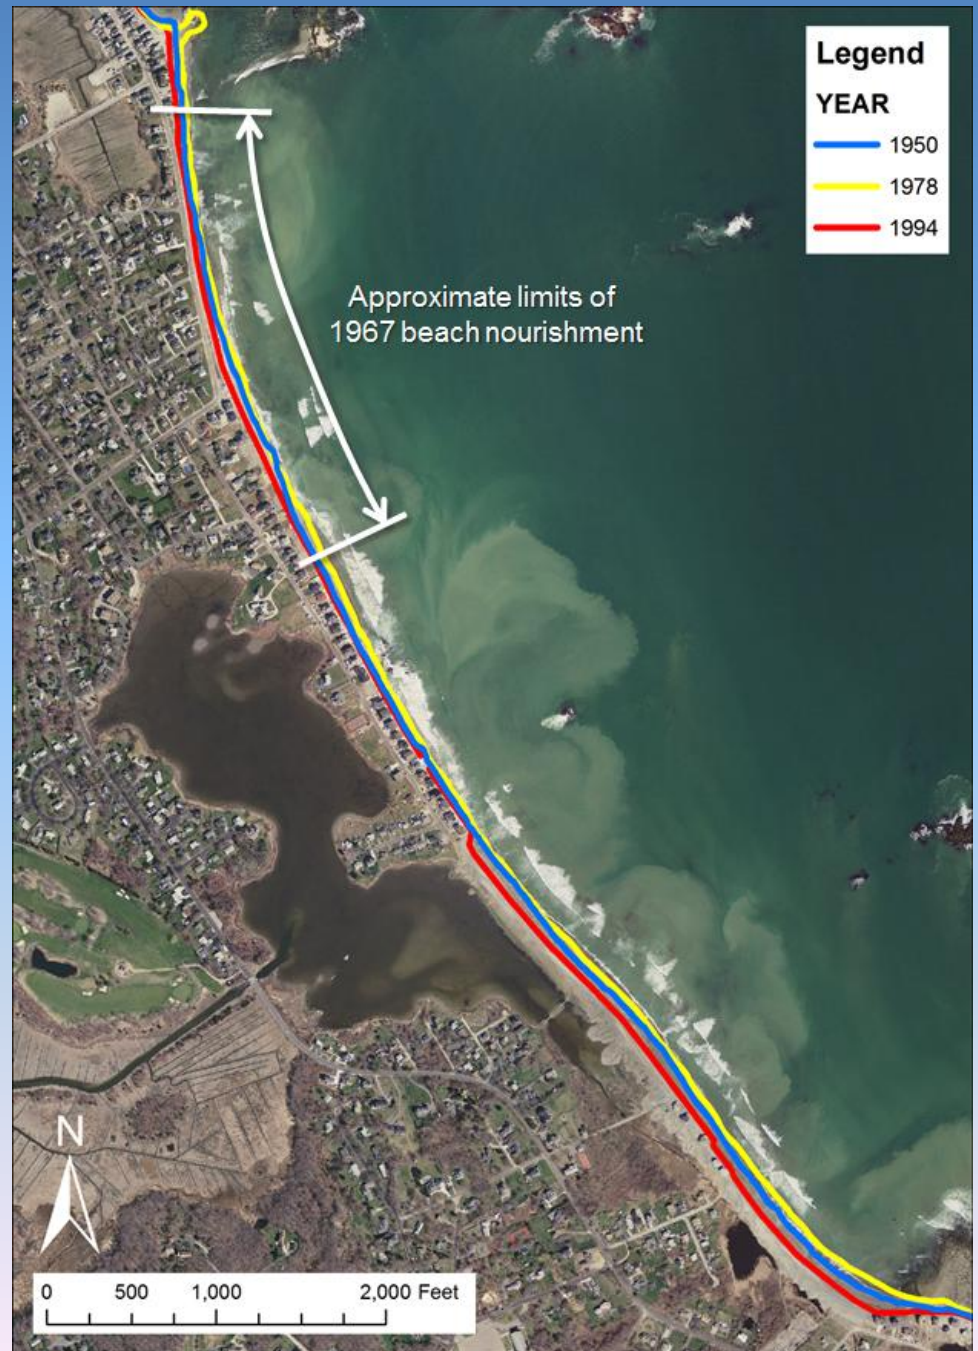 Legend
YEAR
1950
1978
1994
Approximate limits of
1967 beach nourishment
N
0 500 1,000 2,000 Feet